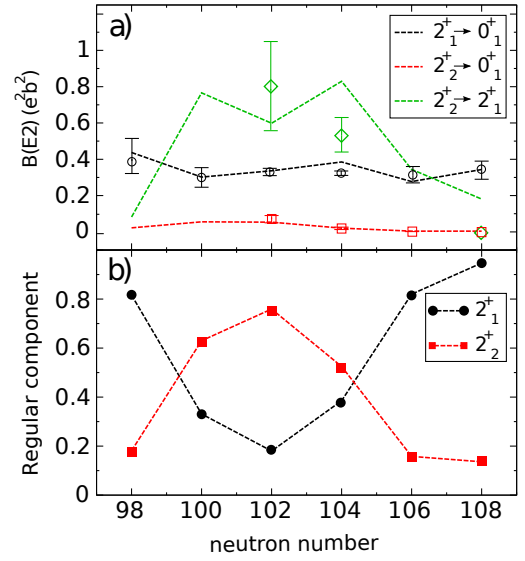 a)
2⁺₁→0⁺₁
2⁺₂→0⁺₁
2⁺₂→2⁺₁
B(E2) (e²b²)
1
0.8
0.6
0.4
0.2
0
b)
2⁺₁
2⁺₂
Regular component
0.8
0.6
0.4
0.2
0
98 100 102 104 106 108
neutron number